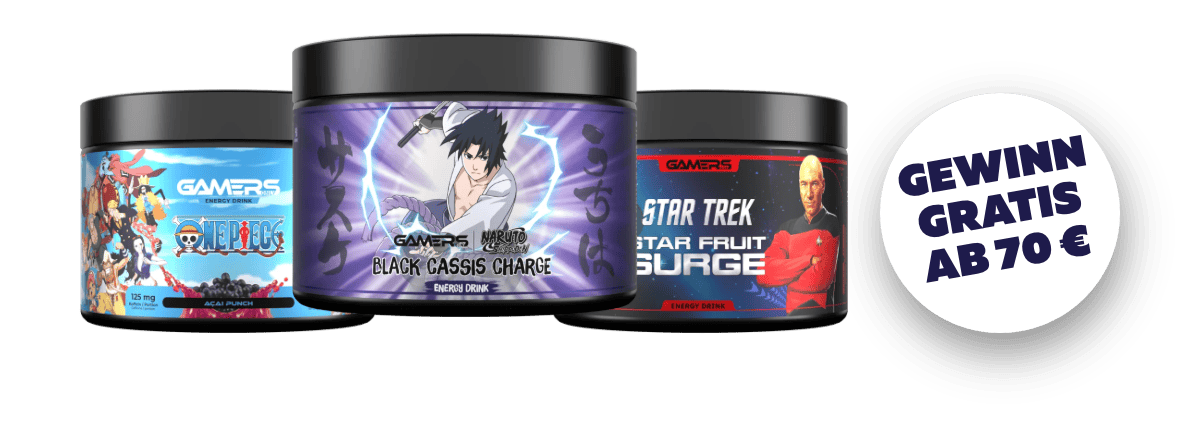 GAMERS
ENERGY DRINK
ONE PIECE
125 mg
AÇAI PUNCH
サスケ
うちは
GAMERS
NARUTO
BLACK CASSIS CHARGE
ENERGY DRINK
GAMERS
STAR TREK
STAR FRUIT
SURGE
ENERGY DRINK
GEWINN
GRATIS
AB 70 €